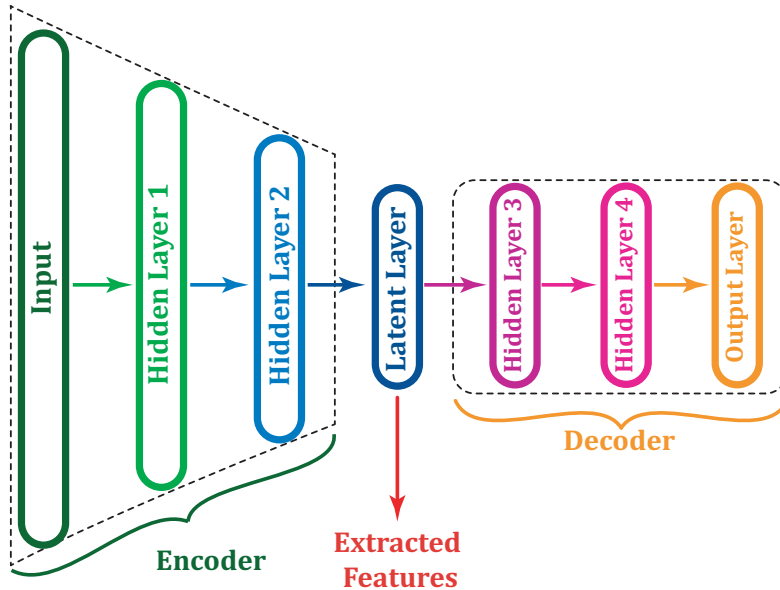 Input
Hidden Layer 1
Hidden Layer 2
Latent Layer
Hidden Layer 3
Hidden Layer 4
Output Layer
Encoder
Decoder
Extracted
Features